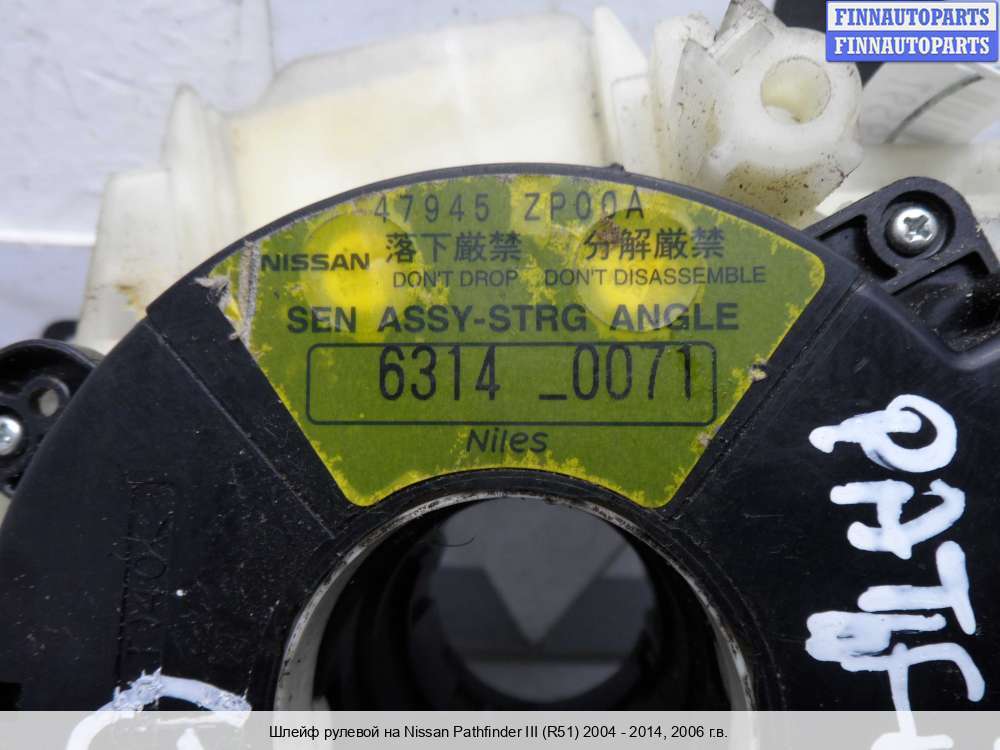 FINNAUTOPARTS
FINNAUTOPARTS
47945 ZP00A
NISSAN 落下厳禁 分解厳禁
DON'T DROP DON'T DISASSEMBLE
SEN ASSY-STRG ANGLE
6314 _0071
Niles
PATHF
Шлейф рулевой на Nissan Pathfinder III (R51) 2004 - 2014, 2006 г.в.